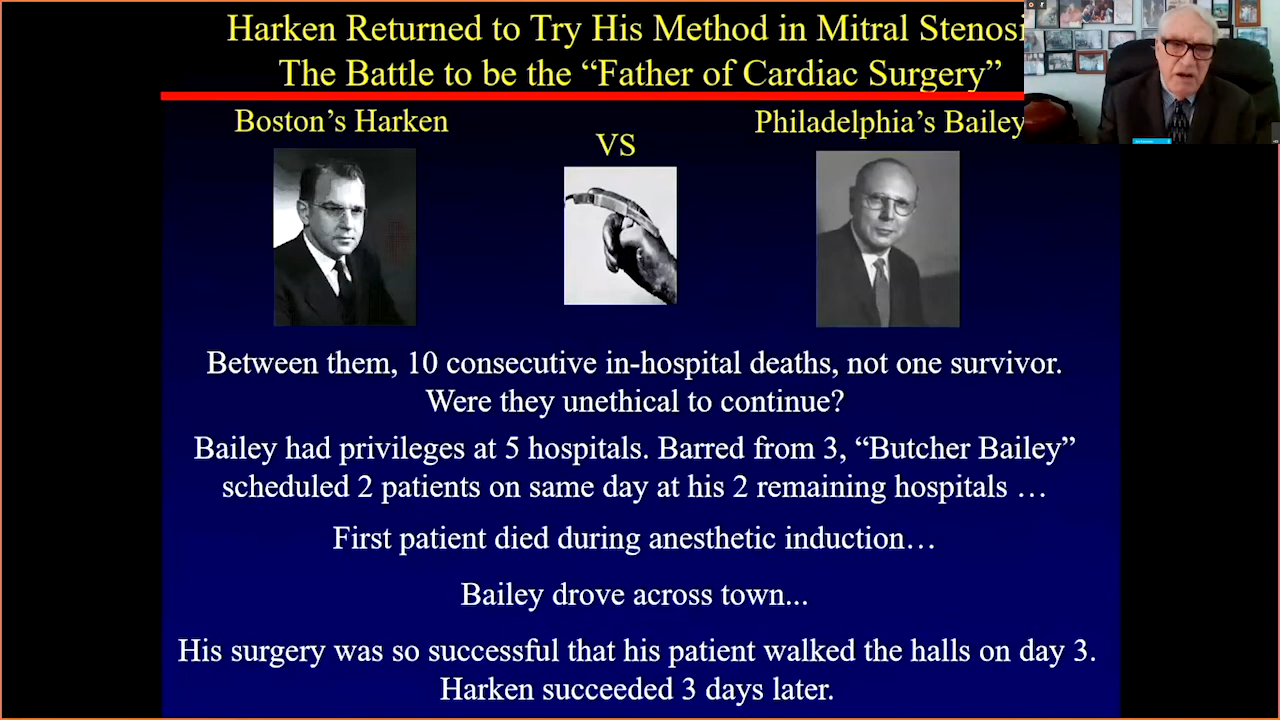 Harken Returned to Try His Method in Mitral Stenosi
The Battle to be the “Father of Cardiac Surgery”
Boston’s Harken
VS
Philadelphia’s Bailey
Between them, 10 consecutive in-hospital deaths, not one survivor.
Were they unethical to continue?
Bailey had privileges at 5 hospitals. Barred from 3, “Butcher Bailey”
scheduled 2 patients on same day at his 2 remaining hospitals …
First patient died during anesthetic induction…
Bailey drove across town...
His surgery was so successful that his patient walked the halls on day 3.
Harken succeeded 3 days later.